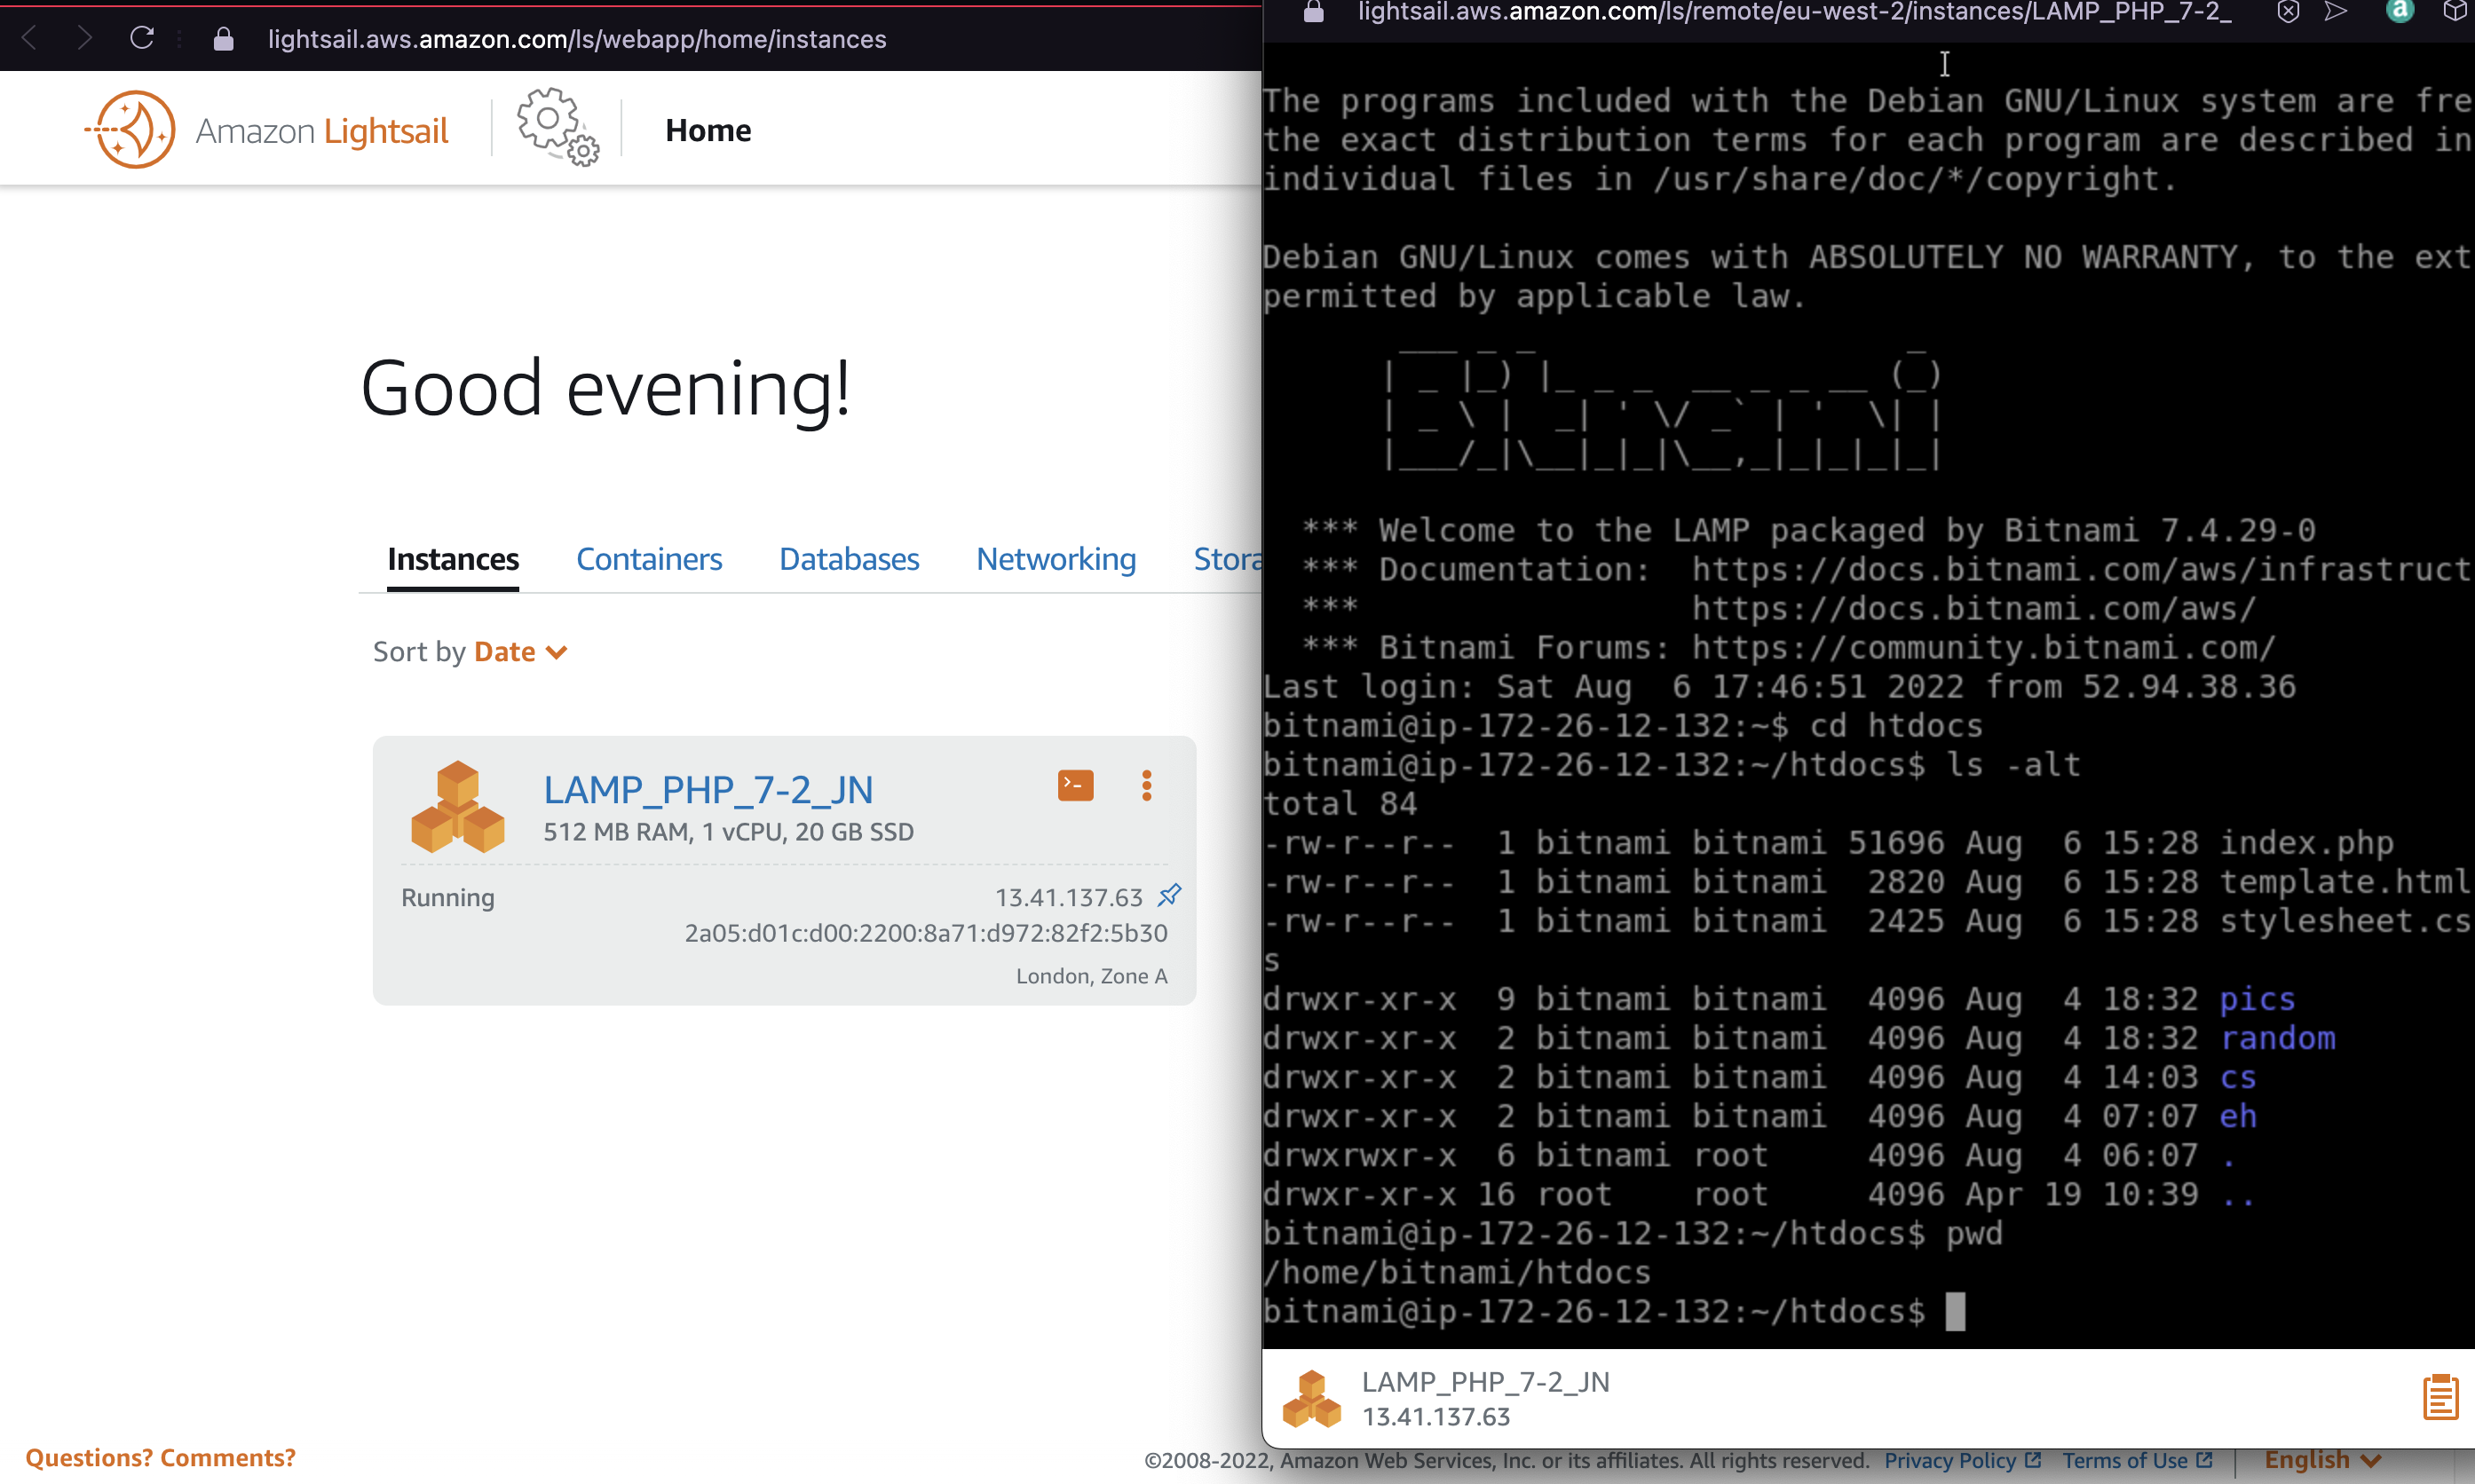 lightsail.aws.amazon.com/ls/webapp/home/instances
Amazon Lightsail
Home
Good evening!
Instances Containers Databases Networking Stora
Sort by Date
LAMP_PHP_7-2_JN
512 MB RAM, 1 vCPU, 20 GB SSD
Running
13.41.137.63
2a05:d01c:d00:2200:8a71:d972:82f2:5b30
London, Zone A
lightsail.aws.amazon.com/ls/remote/eu-west-2/instances/LAMP_PHP_7-2_
a
The programs included with the Debian GNU/Linux system are fre
the exact distribution terms for each program are described in
individual files in /usr/share/doc/*/copyright.
Debian GNU/Linux comes with ABSOLUTELY NO WARRANTY, to the ext
permitted by applicable law.
       ___ _ _                   _
      | _ |_) |_ _ _  __ _ _ __ (_)
      | _ \ |  _| ' \/ _` | '  \| |
      |___/_|\__|_|_|\__,_|_|_|_|_|
*** Welcome to the LAMP packaged by Bitnami 7.4.29-0
*** Documentation:  https://docs.bitnami.com/aws/infrastruct
***                 https://docs.bitnami.com/aws/
*** Bitnami Forums: https://community.bitnami.com/
Last login: Sat Aug  6 17:46:51 2022 from 52.94.38.36
bitnami@ip-172-26-12-132:~$ cd htdocs
bitnami@ip-172-26-12-132:~/htdocs$ ls -alt
total 84
-rw-r--r--  1 bitnami bitnami 51696 Aug  6 15:28 index.php
-rw-r--r--  1 bitnami bitnami  2820 Aug  6 15:28 template.html
-rw-r--r--  1 bitnami bitnami  2425 Aug  6 15:28 stylesheet.cs
s
drwxr-xr-x  9 bitnami bitnami  4096 Aug  4 18:32 pics
drwxr-xr-x  2 bitnami bitnami  4096 Aug  4 18:32 random
drwxr-xr-x  2 bitnami bitnami  4096 Aug  4 14:03 cs
drwxr-xr-x  2 bitnami bitnami  4096 Aug  4 07:07 eh
drwxrwxr-x  6 bitnami root     4096 Aug  4 06:07 .
drwxr-xr-x 16 root    root     4096 Apr 19 10:39 ..
bitnami@ip-172-26-12-132:~/htdocs$ pwd
/home/bitnami/htdocs
bitnami@ip-172-26-12-132:~/htdocs$
LAMP_PHP_7-2_JN
13.41.137.63
Questions? Comments?
©2008-2022, Amazon Web Services, Inc. or its affiliates. All rights reserved. Privacy Policy Terms of Use English